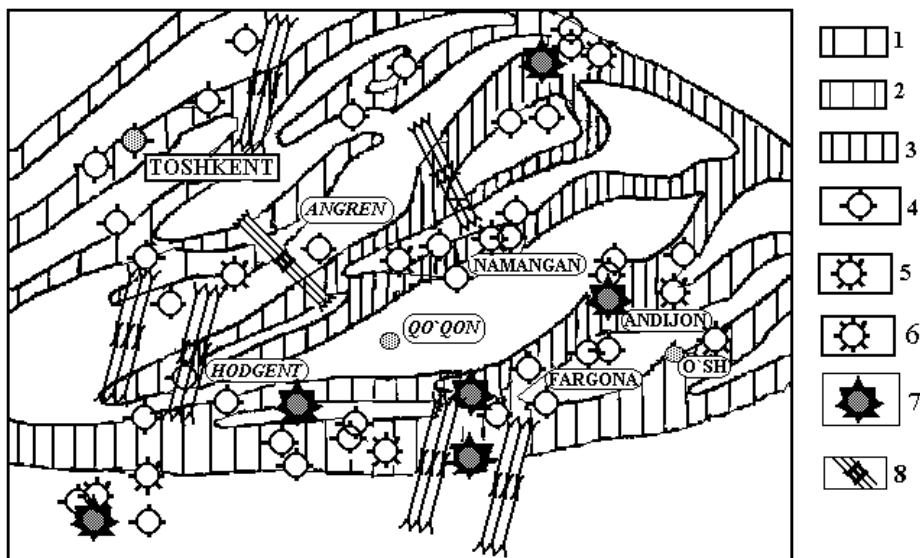 TOSHKENT
ANGREN
NAMANGAN
QO`QON
ANDIJON
HODGENT
FARGONA
O`SH
1
2
3
4
5
6
7
8